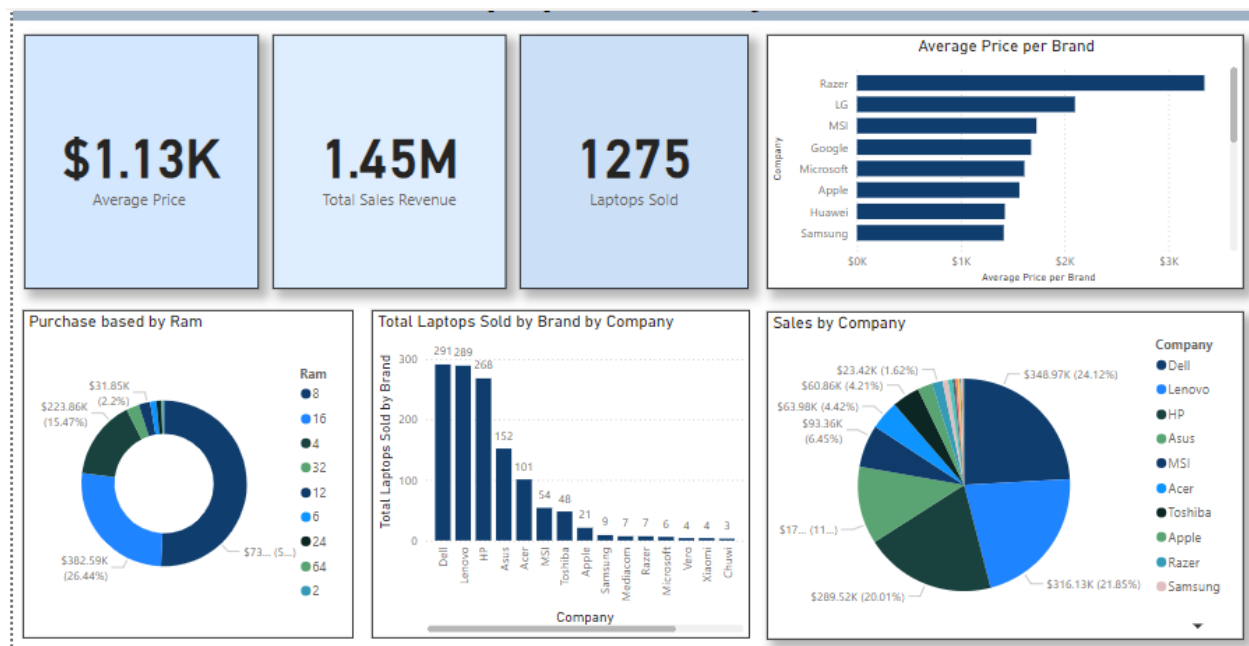 $1.13K
Average Price
1.45M
Total Sales Revenue
1275
Laptops Sold
Average Price per Brand
Company
Razer
LG
MSI
Google
Microsoft
Apple
Huawei
Samsung
$0K
$1K
$2K
$3K
Average Price per Brand
Purchase based by Ram
$31.85K
(2.2%)
$223.86K
(15.47%)
$382.59K
(26.44%)
$73... (5...)
Ram
8
16
4
32
12
6
24
64
2
Total Laptops Sold by Brand by Company
Total Laptops Sold by Brand
300
200
100
0
291
289
268
152
101
54
48
21
9
7
7
6
4
4
3
Dell
Lenovo
HP
Asus
Acer
MSI
Toshiba
Apple
Samsung
Mediacom
Razer
Microsoft
Vero
Xiaomi
Chuwi
Company
Sales by Company
$23.42K (1.62%)
$60.86K (4.21%)
$63.98K (4.42%)
$93.36K
(6.45%)
$17... (11...)
$289.52K (20.01%)
$316.13K (21.85%)
$348.97K (24.12%)
Company
Dell
Lenovo
HP
Asus
MSI
Acer
Toshiba
Apple
Razer
Samsung